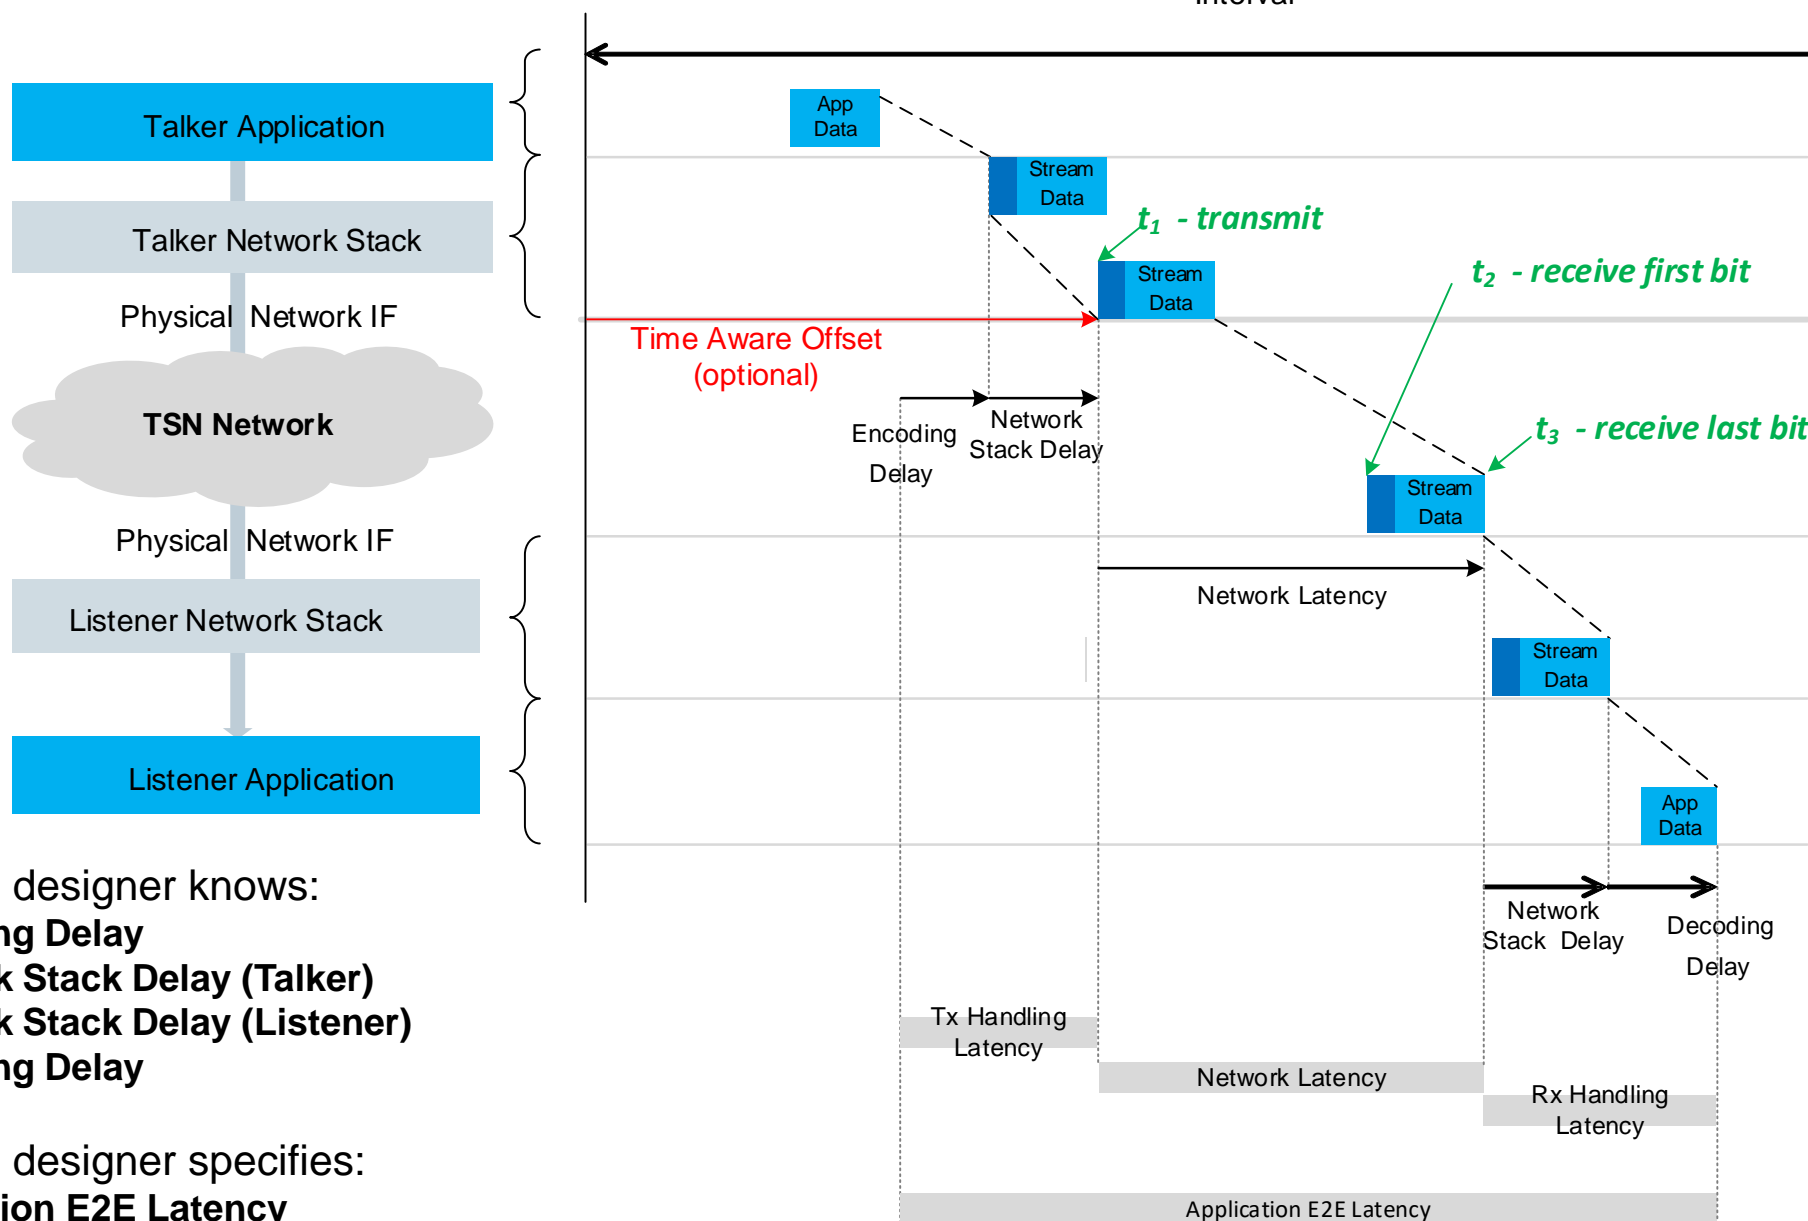 Interval
Talker Application
Talker Network Stack
Physical Network IF
TSN Network
Physical Network IF
Listener Network Stack
Listener Application
App
Data
Stream
Data
t1 - transmit
Stream
Data
t2 - receive first bit
Time Aware Offset
(optional)
Encoding
Delay
Network
Stack Delay
t3 - receive last bit
Stream
Data
Network Latency
Stream
Data
App
Data
Network
Stack Delay
Decoding
Delay
Tx Handling
Latency
Network Latency
Rx Handling
Latency
Application E2E Latency
designer knows:
ng Delay
k Stack Delay (Talker)
k Stack Delay (Listener)
ng Delay
designer specifies:
tion E2E Latency